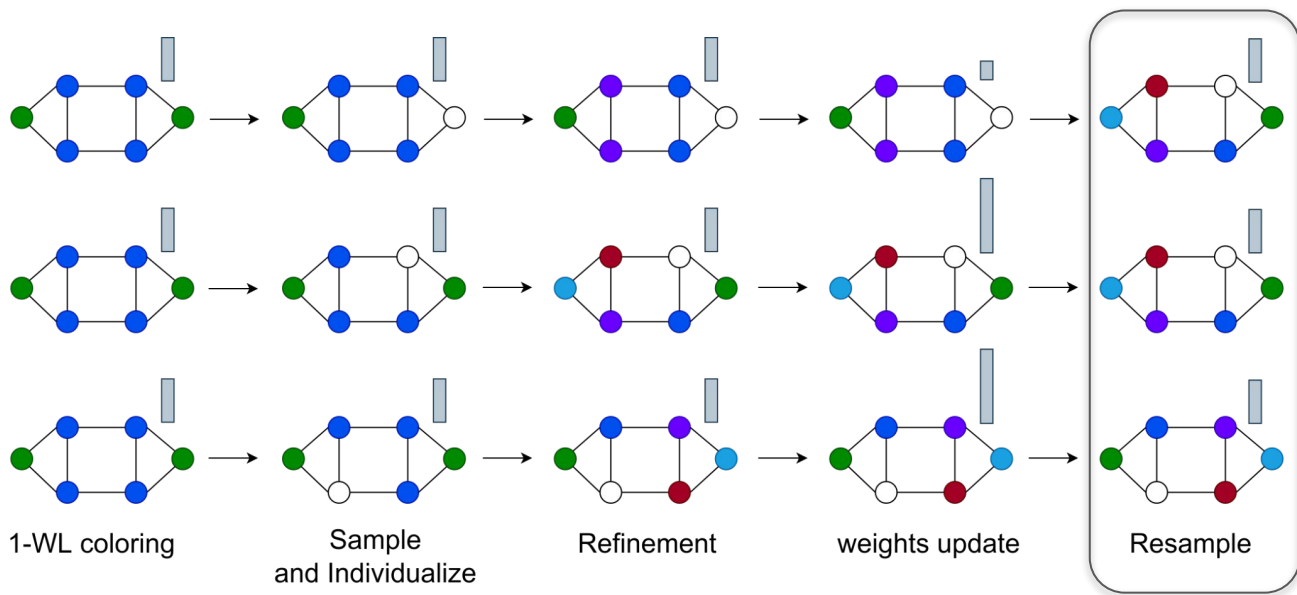 1-WL coloring
Sample
and Individualize
Refinement
weights update
Resample